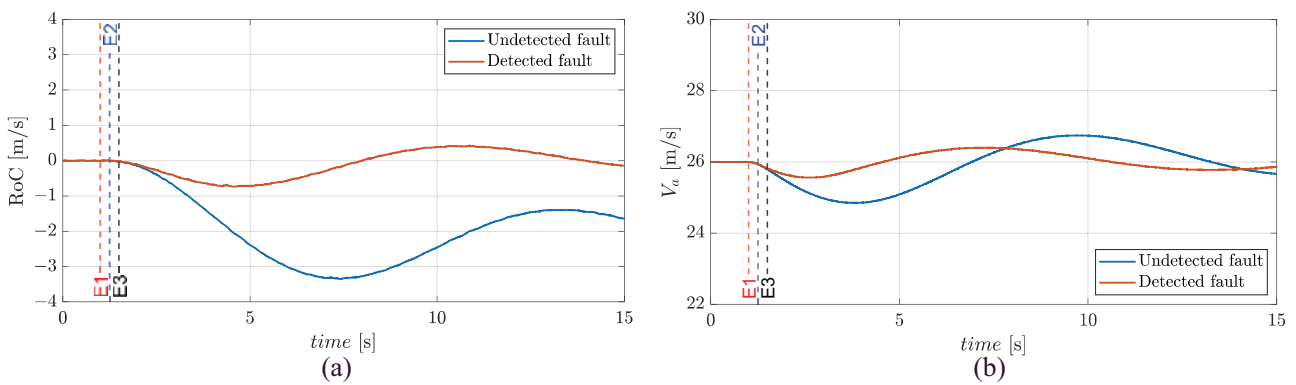 4
3
2
1
0
−1
−2
−3
−4
RoC [m/s]
E1
E2
E3
Undetected fault
Detected fault
0
5
10
15
time [s]
(a)
30
28
26
24
22
V_a [m/s]
E1
E2
E3
Undetected fault
Detected fault
0
5
10
15
time [s]
(b)